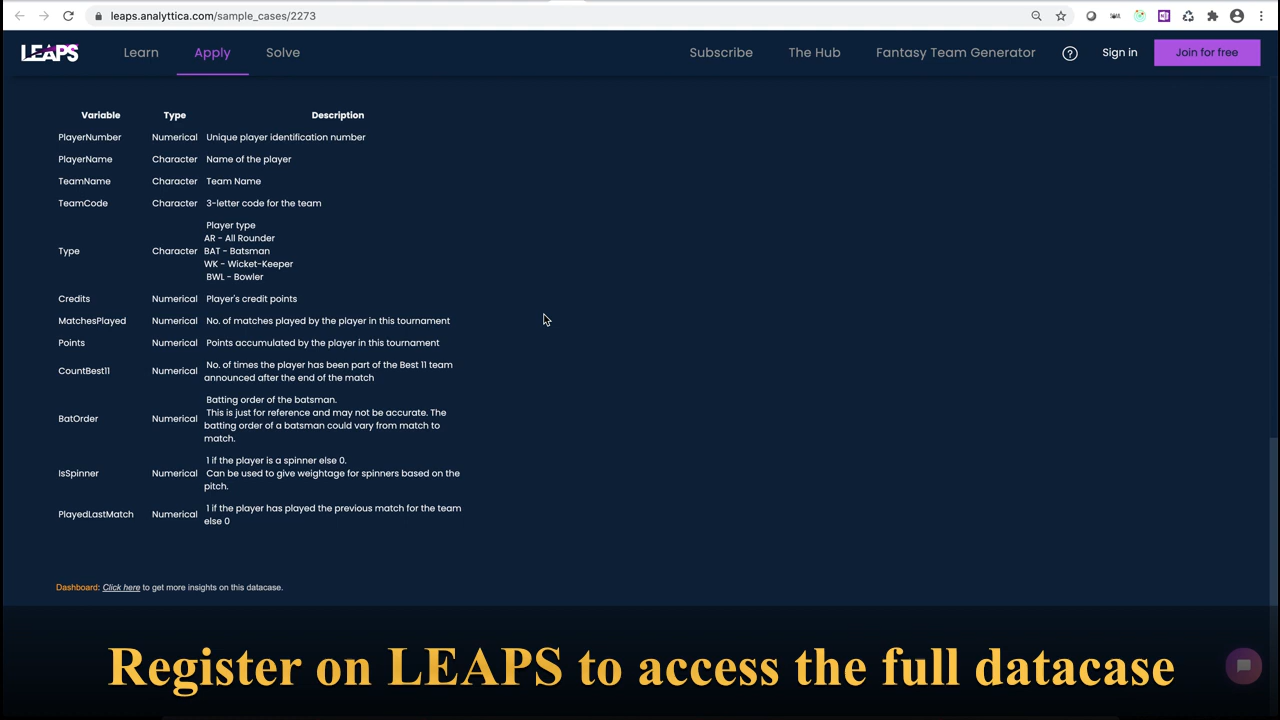 leaps.analyttica.com/sample_cases/2273
LEAPS Learn Apply Solve Subscribe The Hub Fantasy Team Generator ? Sign in Join for free
Variable Type Description
PlayerNumber Numerical Unique player identification number
PlayerName Character Name of the player
TeamName Character Team Name
TeamCode Character 3-letter code for the team
Type Character Player type
AR - All Rounder
BAT - Batsman
WK - Wicket-Keeper
BWL - Bowler
Credits Numerical Player's credit points
MatchesPlayed Numerical No. of matches played by the player in this tournament
Points Numerical Points accumulated by the player in this tournament
CountBest11 Numerical No. of times the player has been part of the Best 11 team
announced after the end of the match
BatOrder Numerical Batting order of the batsman.
This is just for reference and may not be accurate. The
batting order of a batsman could vary from match to
match.
IsSpinner Numerical 1 if the player is a spinner else 0.
Can be used to give weightage for spinners based on the
pitch.
PlayedLastMatch Numerical 1 if the player has played the previous match for the team
else 0
Dashboard: Click here to get more insights on this datacase.
Register on LEAPS to access the full datacase